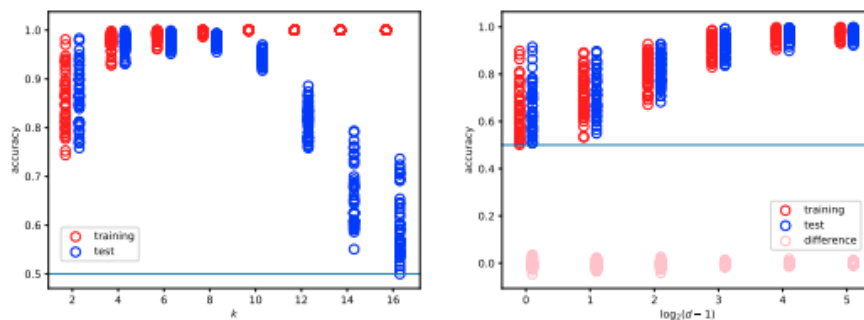 1.0
0.9
0.8
0.7
0.6
0.5
accuracy
training
test
2 4 6 8 10 12 14 16
k
1.0
0.8
0.6
0.4
0.2
0.0
accuracy
training
test
difference
0 1 2 3 4 5
log₂(d − 1)